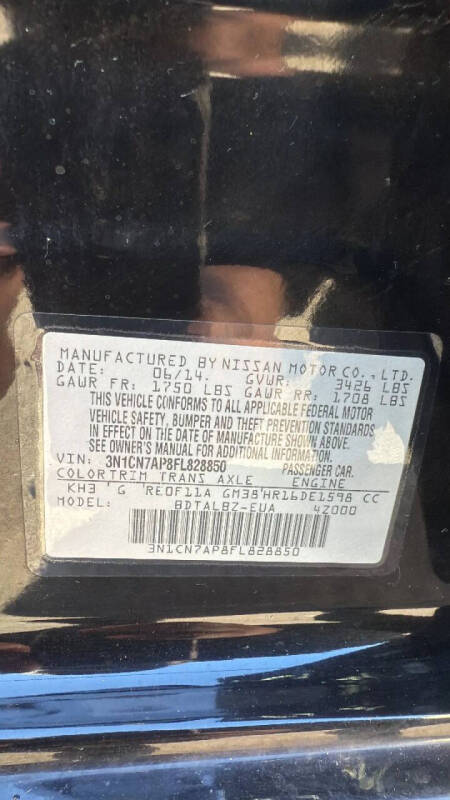 MANUFACTURED BY NISSAN MOTOR CO., LTD.
DATE: 06/14. GVWR: 3426 LBS
GAWR FR: 1750 LBS GAWR RR: 1708 LBS
THIS VEHICLE CONFORMS TO ALL APPLICABLE FEDERAL MOTOR
VEHICLE SAFETY, BUMPER AND THEFT PREVENTION STANDARDS
IN EFFECT ON THE DATE OF MANUFACTURE SHOWN ABOVE.
SEE OWNER'S MANUAL FOR ADDITIONAL INFORMATION.
VIN: 3N1CN7AP8FL828850 PASSENGER CAR.
COLOR TRIM TRANS AXLE ENGINE
KH3 G RE0F11A GM38 HR16DE1598 CC
MODEL: BDTALBZ-EUA 4Z000
3N1CN7AP8FL828850